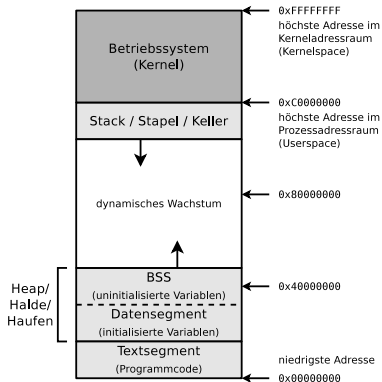 0xFFFFFFFF
höchste Adresse im
Kerneladressraum
(Kernelspace)
Betriebssystem
(Kernel)
0xC0000000
höchste Adresse im
Prozessadressraum
(Userspace)
Stack / Stapel / Keller
dynamisches Wachstum
0x80000000
Heap/
Halde/
Haufen
BSS
(uninitialisierte Variablen)
0x40000000
Datensegment
(initialisierte Variablen)
Textsegment
(Programmcode)
niedrigste Adresse
0x00000000